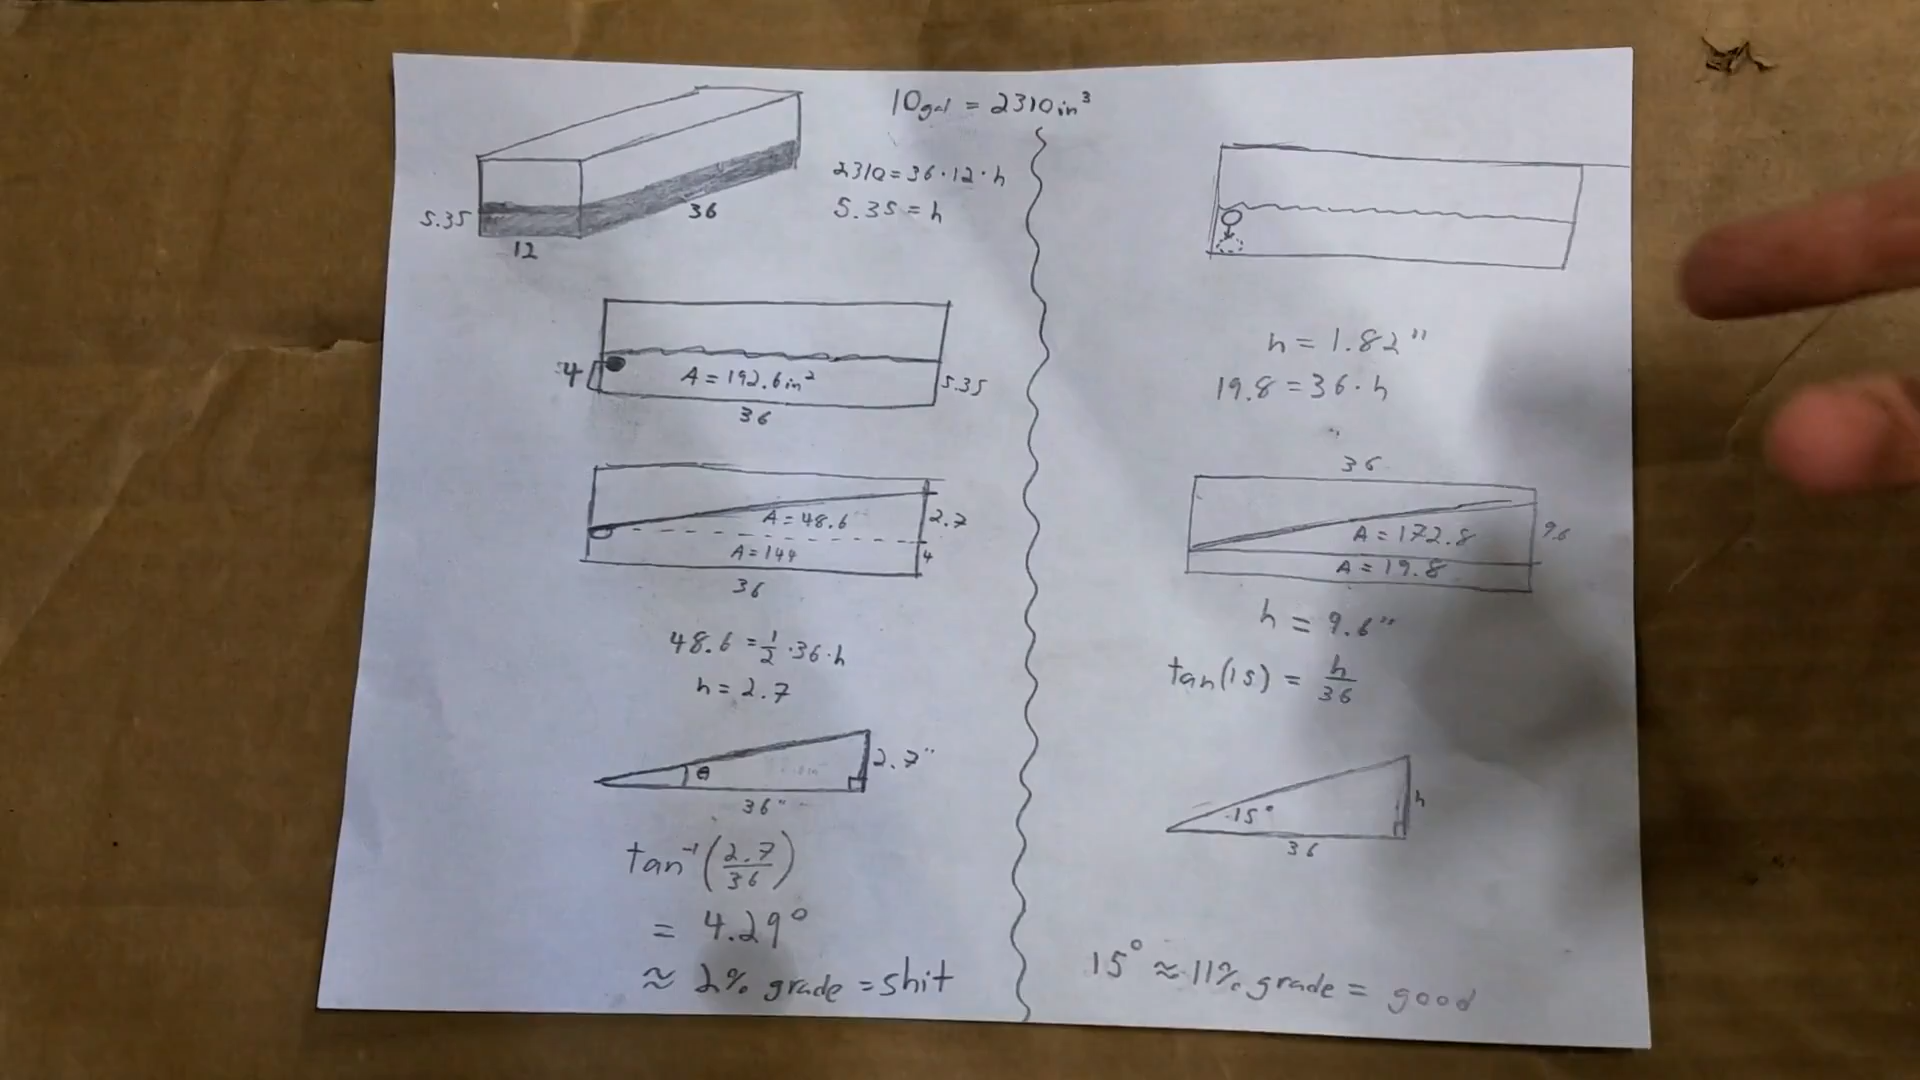 10gal = 2310in³
2310 = 36·12·h
5.35 = h
5.35
36
12
4
A = 192.6in²
5.35
36
A = 48.6
2.7
A = 144
4
36
48.6 = 1/2 · 36 · h
h = 2.7
θ
2.7"
36"
tan⁻¹(2.7/36)
= 4.29°
≈ 2% grade = shit
h = 1.82"
19.8 = 36 · h
36
A = 172.8
9.6
A = 19.8
h = 9.6"
tan(15) = h/36
15°
h
36
15° ≈ 11% grade = good